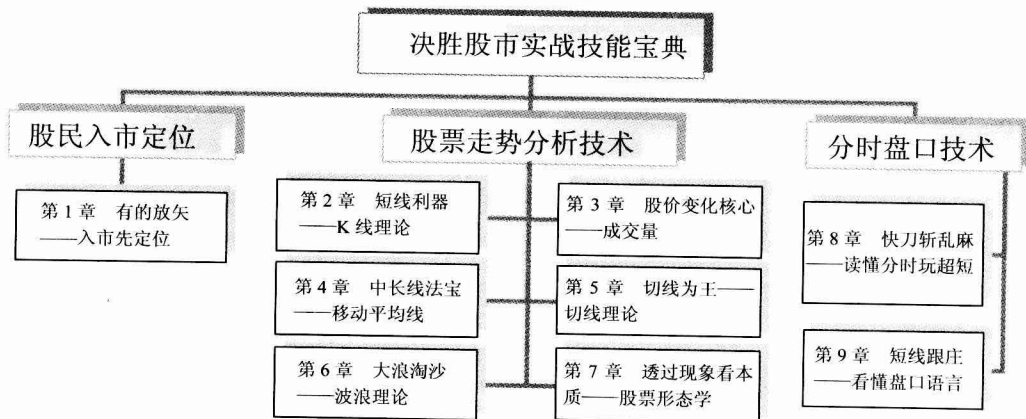 决胜股市实战技能宝典
股民入市定位
股票走势分析技术
分时盘口技术
第 1 章 有的放矢
——入市先定位
第 2 章 短线利器
——K 线理论
第 3 章 股价变化核心
——成交量
第 4 章 中长线法宝
——移动平均线
第 5 章 切线为王——
切线理论
第 6 章 大浪淘沙——
波浪理论
第 7 章 透过现象看本
质——股票形态学
第 8 章 快刀斩乱麻
——读懂分时玩超短
第 9 章 短线跟庄
——看懂盘口语言